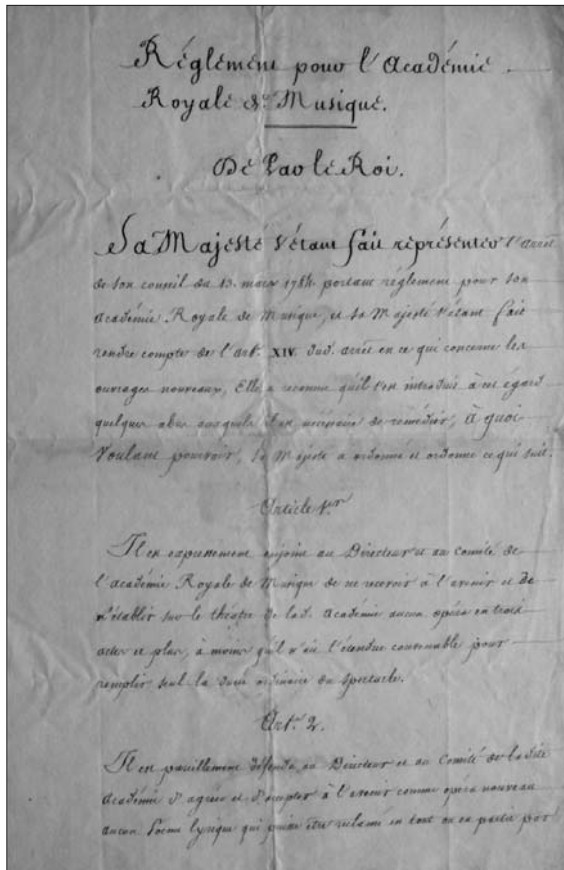 Réglement pour l'Académie
Royale de Musique.
De Par le Roi.
Sa Majesté s'étant fait représenter l'arrêt
de son conseil du 13. mars 1784. portant réglement pour son
académie Royale de Musique, et sa Majesté s'étant fait
rendre compter de l'art. XIV. dud. arrêt en ce qui concerne les
ouvrages nouveaux, Elle a reconnu qu'il s'en introduit à cet égard
quelques abus auxquels il est nécessaire de remédier, à quoi
voulant pourvoir, Sa Majesté a ordonné et ordonne ce qui suit.
Article 1er
Il est expressement enjoint au Directeur et au Comité de
l'académie Royale de Musique de ne recevoir à l'avenir et de
n'établir sur le théatre de lad. académie aucun opéra en trois
actes et plus, à moins qu'il n'ait l'étendue convenable pour
remplir seul la durée ordinaire du spectacle.
Art. 2.
Il est pareillement défendu, au Directeur et au Comité de la dite
académie d'agréer et d'accepter à l'avenir comme opéra nouveau
aucun Poëme lyrique qui puisse être réclamé en tout ou en partie par